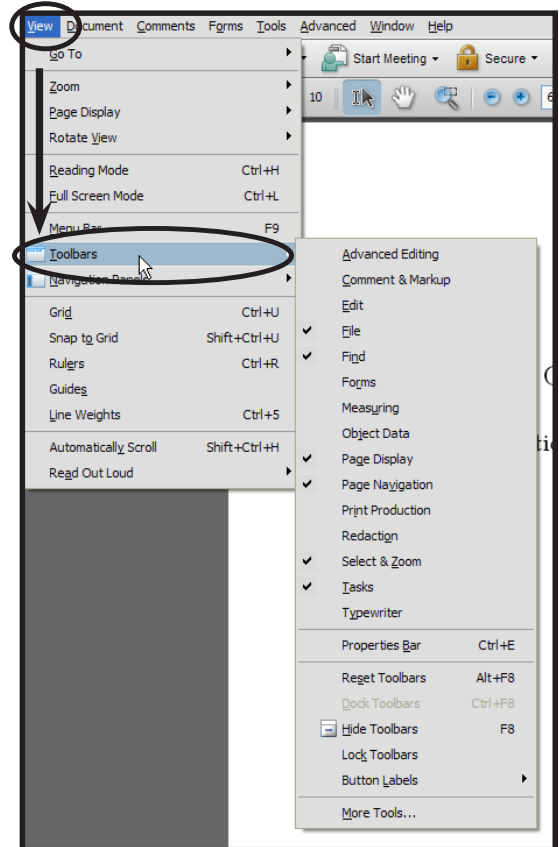 View Document Comments Forms Tools Advanced Window Help
Start Meeting Secure
10
6
Go To
Zoom
Page Display
Rotate View
Reading Mode Ctrl+H
Full Screen Mode Ctrl+L
Menu Bar F9
Toolbars
Navigation Panels
Grid Ctrl+U
Snap to Grid Shift+Ctrl+U
Rulers Ctrl+R
Guides
Line Weights Ctrl+5
Automatically Scroll Shift+Ctrl+H
Read Out Loud
Advanced Editing
Comment & Markup
Edit
File
Find
Forms
Measuring
Object Data
Page Display
Page Navigation
Print Production
Redaction
Select & Zoom
Tasks
Typewriter
Properties Bar Ctrl+E
Reset Toolbars Alt+F8
Dock Toolbars Ctrl+F8
Hide Toolbars F8
Lock Toolbars
Button Labels
More Tools...